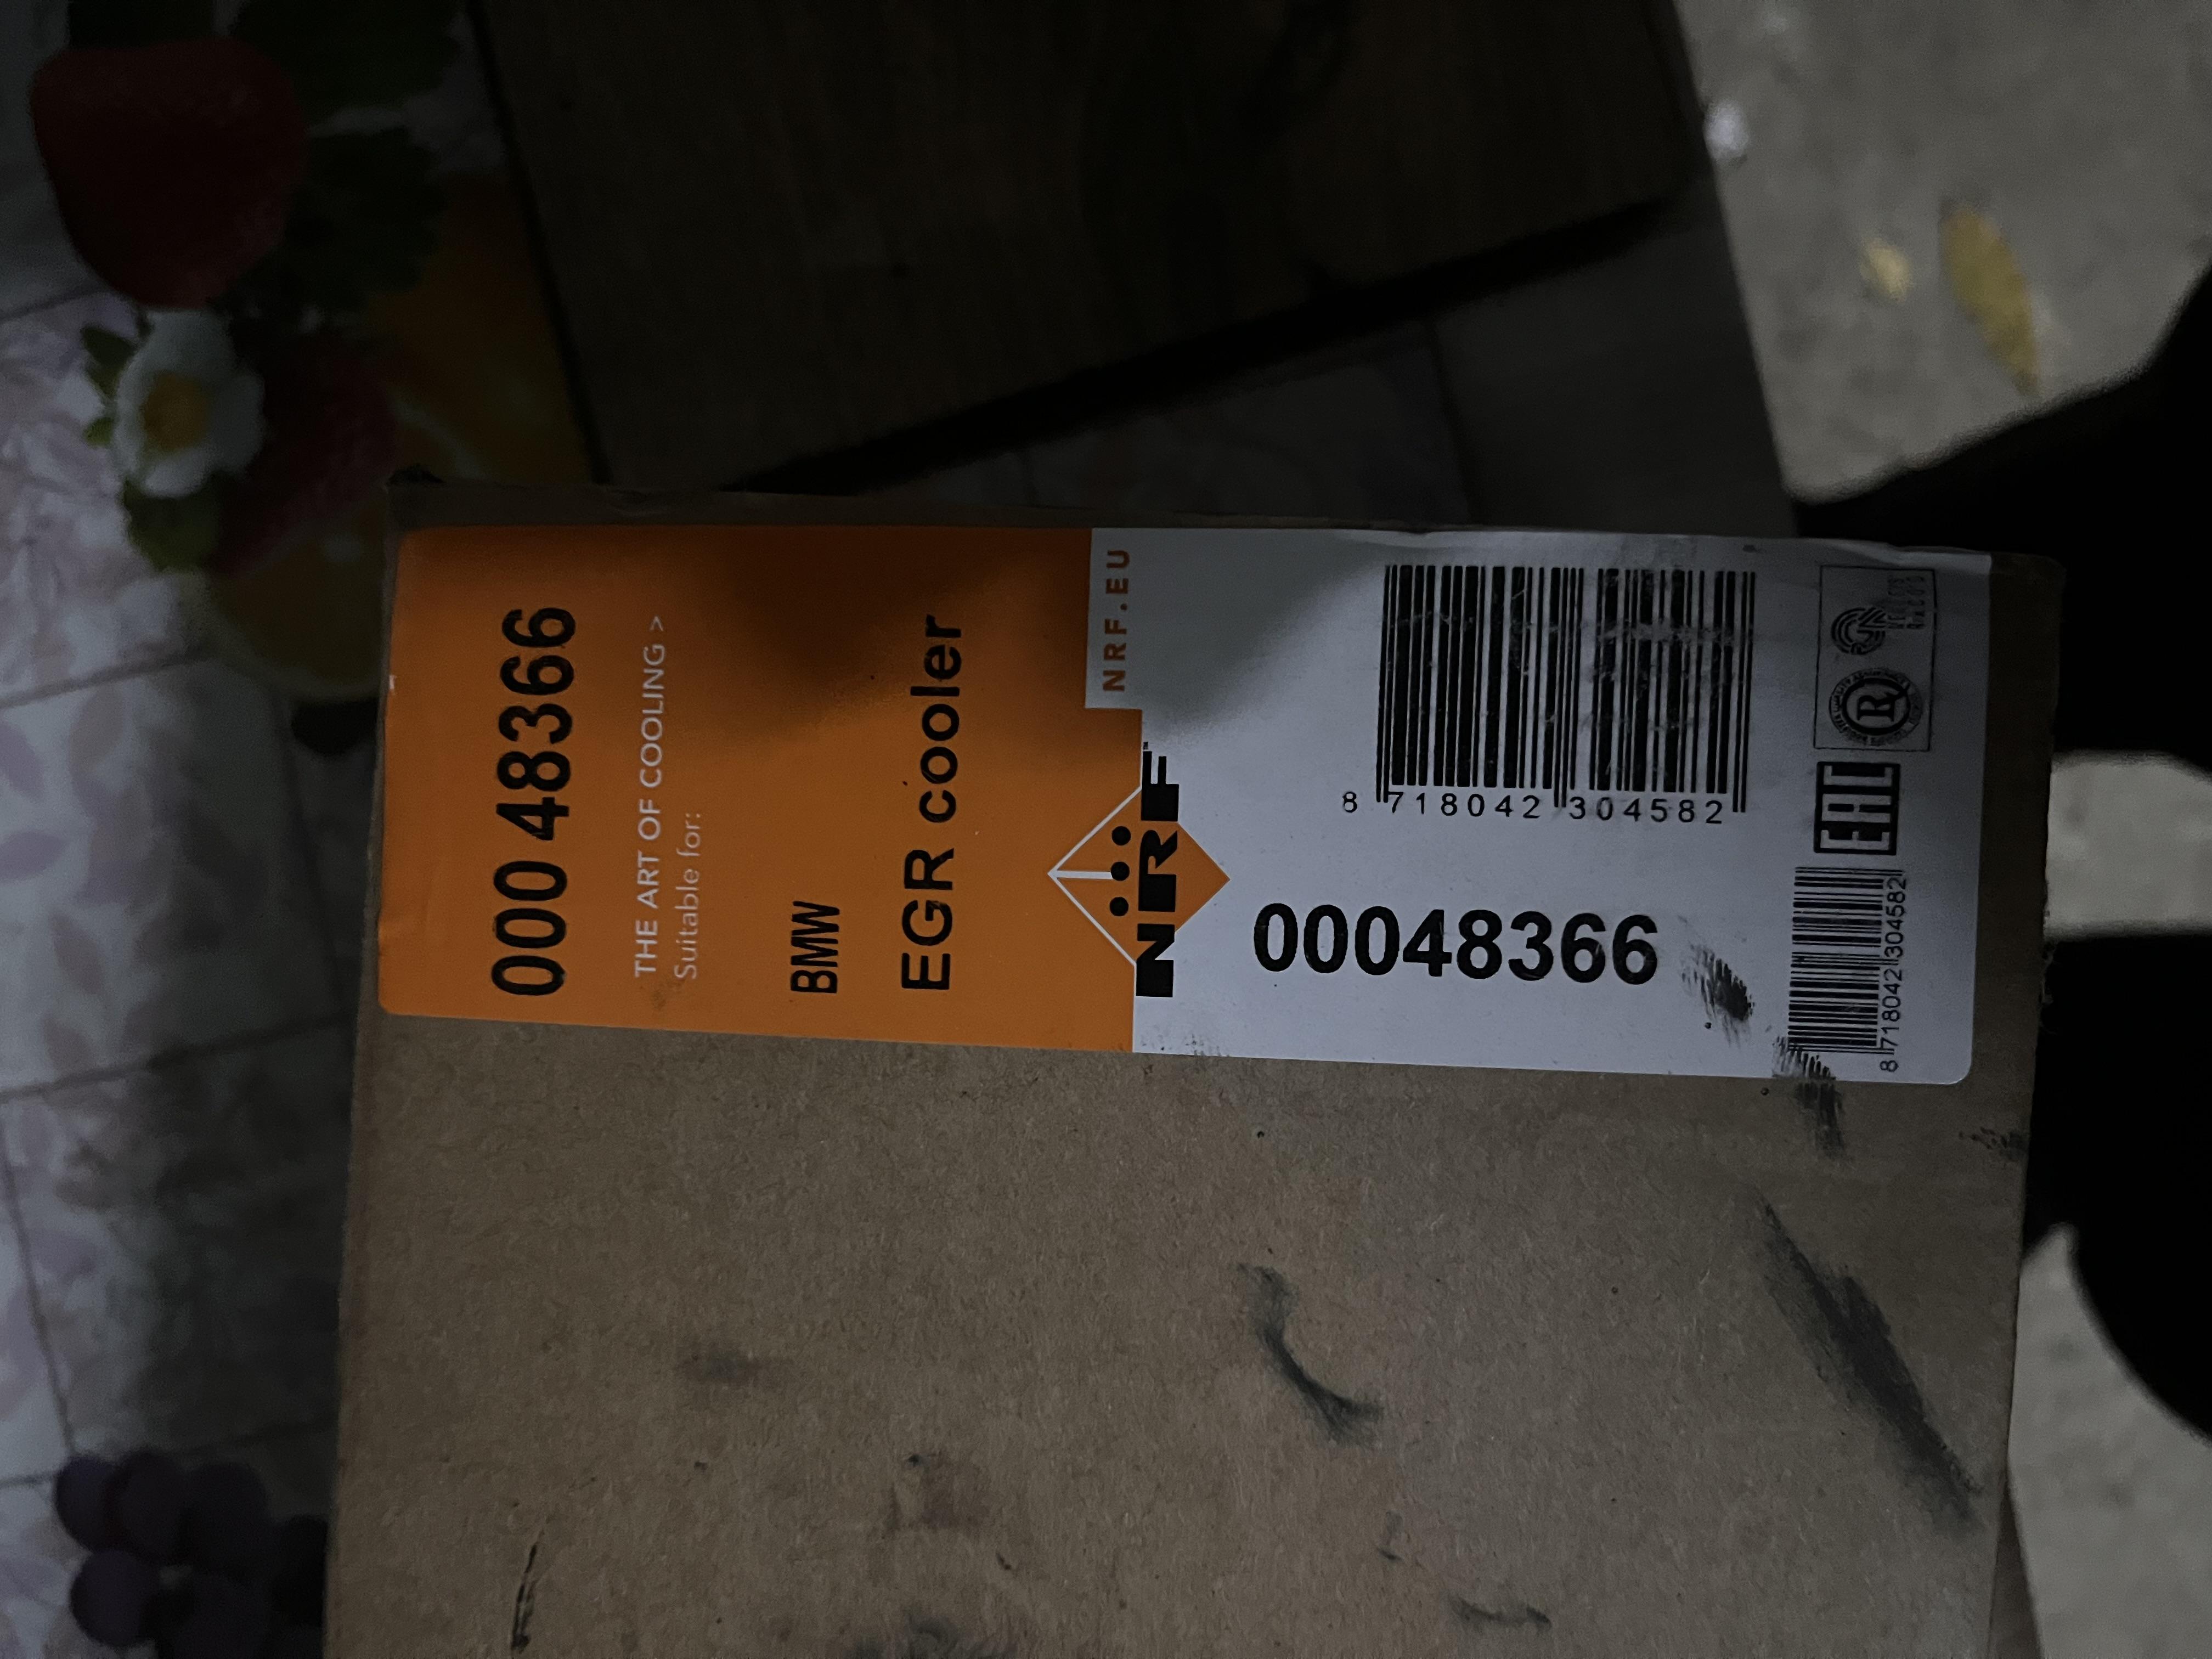 000 48366
THE ART OF COOLING >
Suitable for:
BMW
EGR cooler
NRF.EU
NRF
8 718042 304582
00048366
EAC
R
8 718042 304582